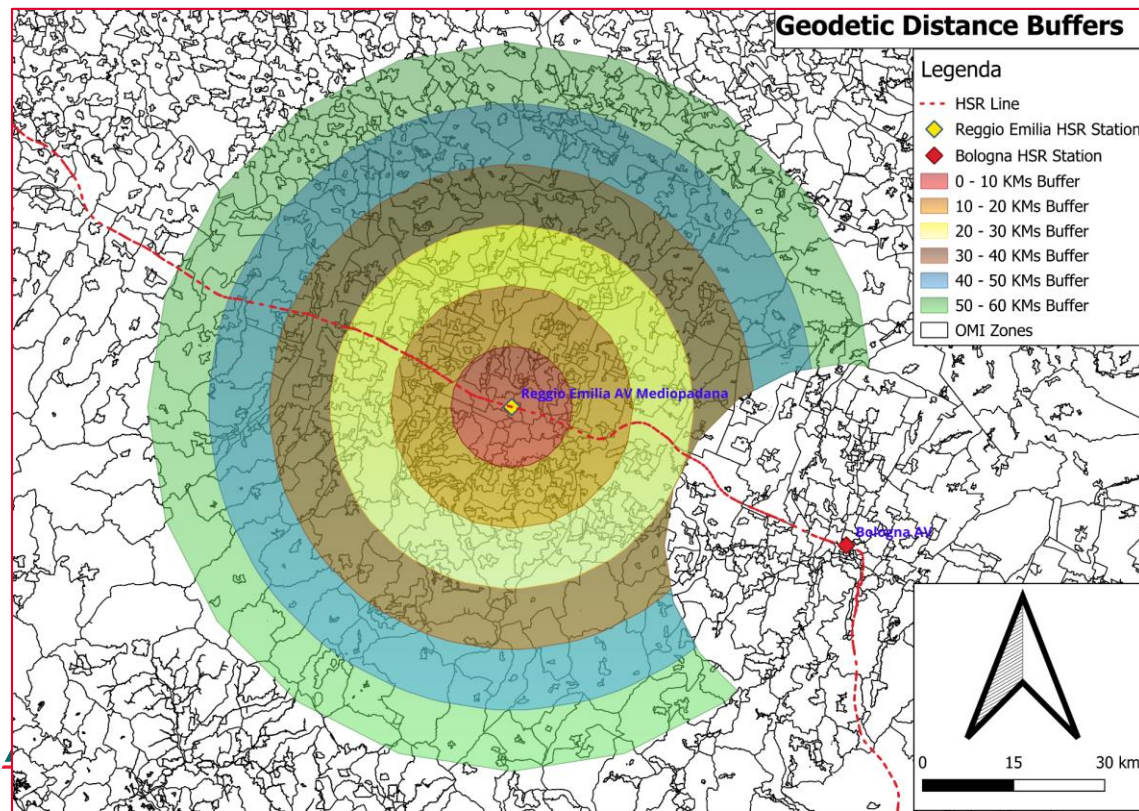 Geodetic Distance Buffers
Legenda
HSR Line
Reggio Emilia HSR Station
Bologna HSR Station
0 - 10 KMs Buffer
10 - 20 KMs Buffer
20 - 30 KMs Buffer
30 - 40 KMs Buffer
40 - 50 KMs Buffer
50 - 60 KMs Buffer
OMI Zones
Reggio Emilia AV Mediopadana
Bologna AV
0 15 30 km